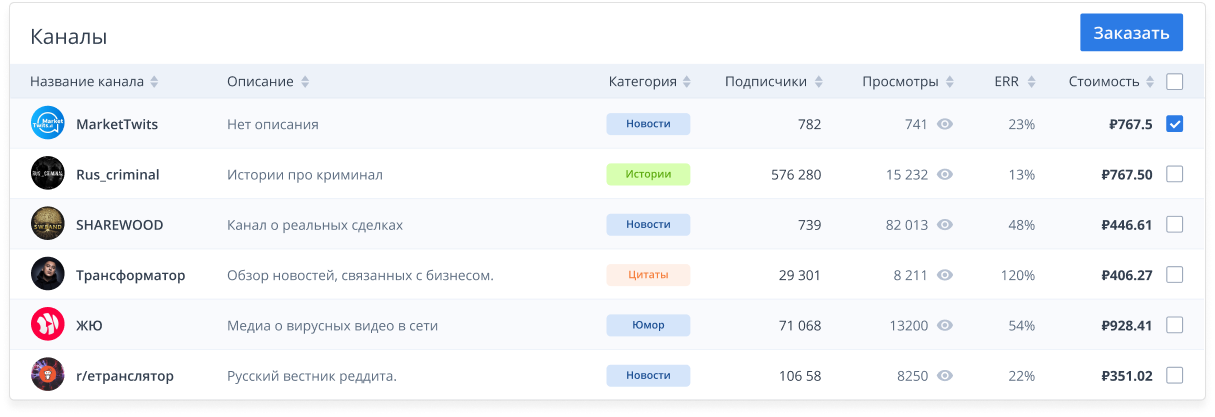 Каналы
Заказать
Название канала Описание Категория Подписчики Просмотры ERR Стоимость
MarketTwits Нет описания Новости 782 741 23% ₽767.5
Rus_criminal Истории про криминал Истории 576 280 15 232 13% ₽767.50
SHAREWOOD Канал о реальных сделках Новости 739 82 013 48% ₽446.61
Трансформатор Обзор новостей, связанных с бизнесом. Цитаты 29 301 8 211 120% ₽406.27
ЖЮ Медиа о вирусных видео в сети Юмор 71 068 13200 54% ₽928.41
r/етранслятор Русский вестник реддита. Новости 106 58 8250 22% ₽351.02